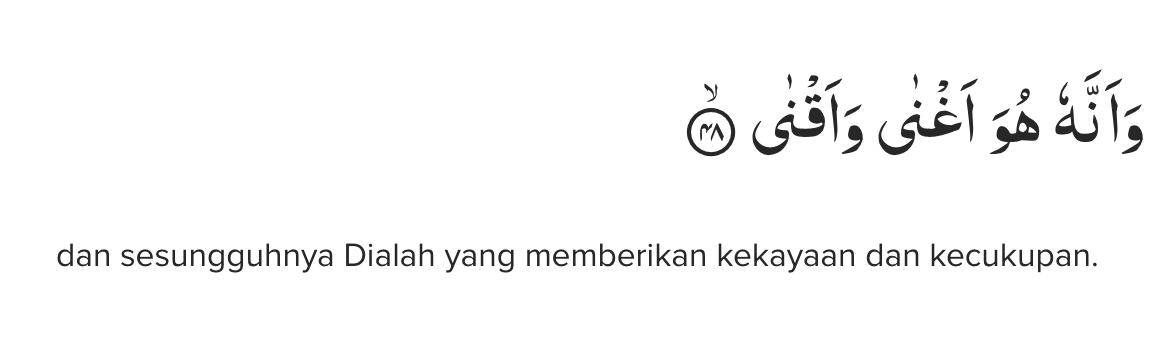 وَاَنَّهٗ هُوَ اَغْنٰى وَاَقْنٰىۙ ٤٨
dan sesungguhnya Dialah yang memberikan kekayaan dan kecukupan.